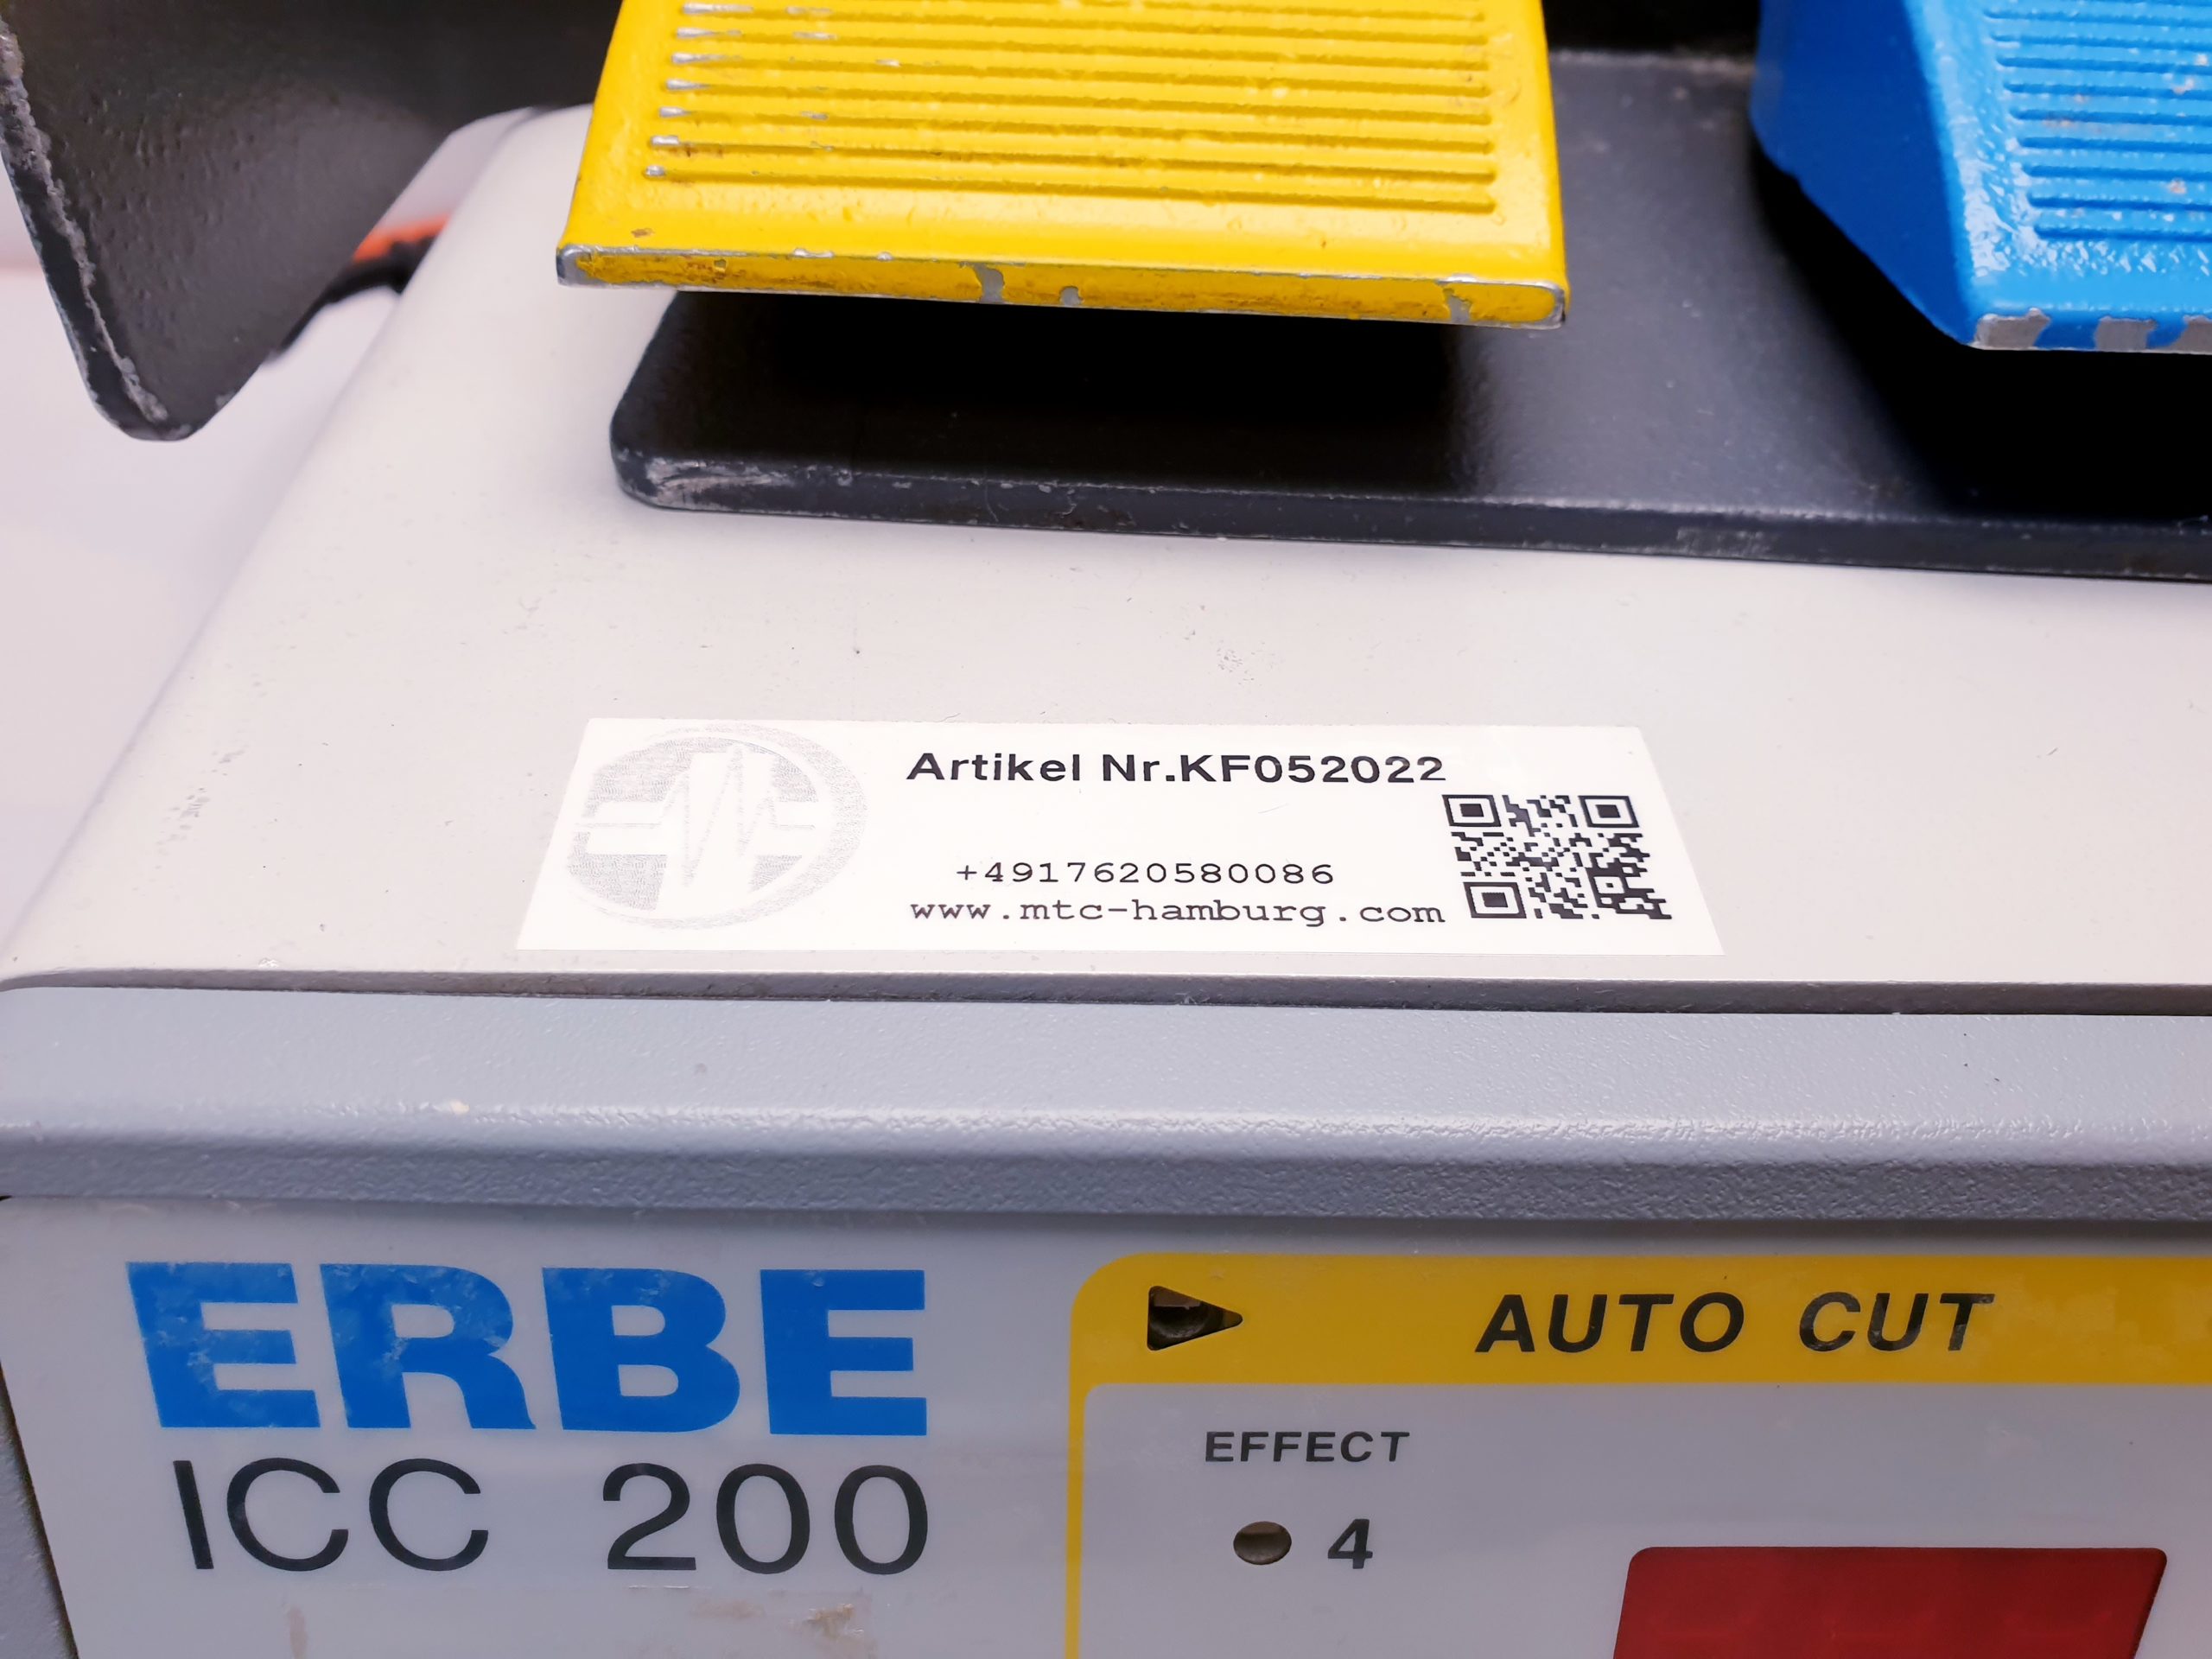 Artikel Nr.KF052022
+4917620580086
www.mtc-hamburg.com
ERBE
ICC 200
AUTO CUT
EFFECT
4